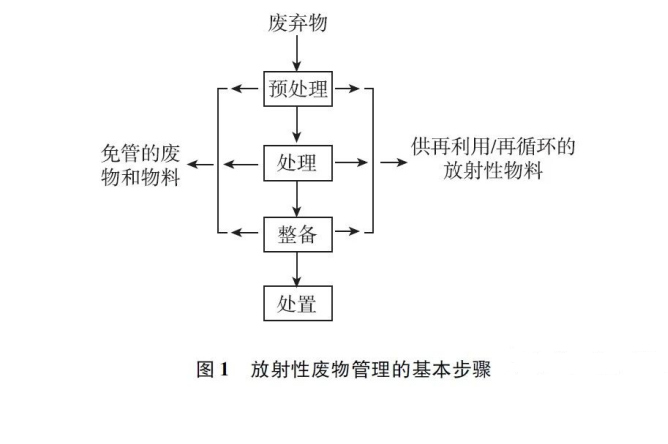 废弃物
预处理
免管的废
物和物料
处理
供再利用/再循环的
放射性物料
整备
处置
图1 放射性废物管理的基本步骤